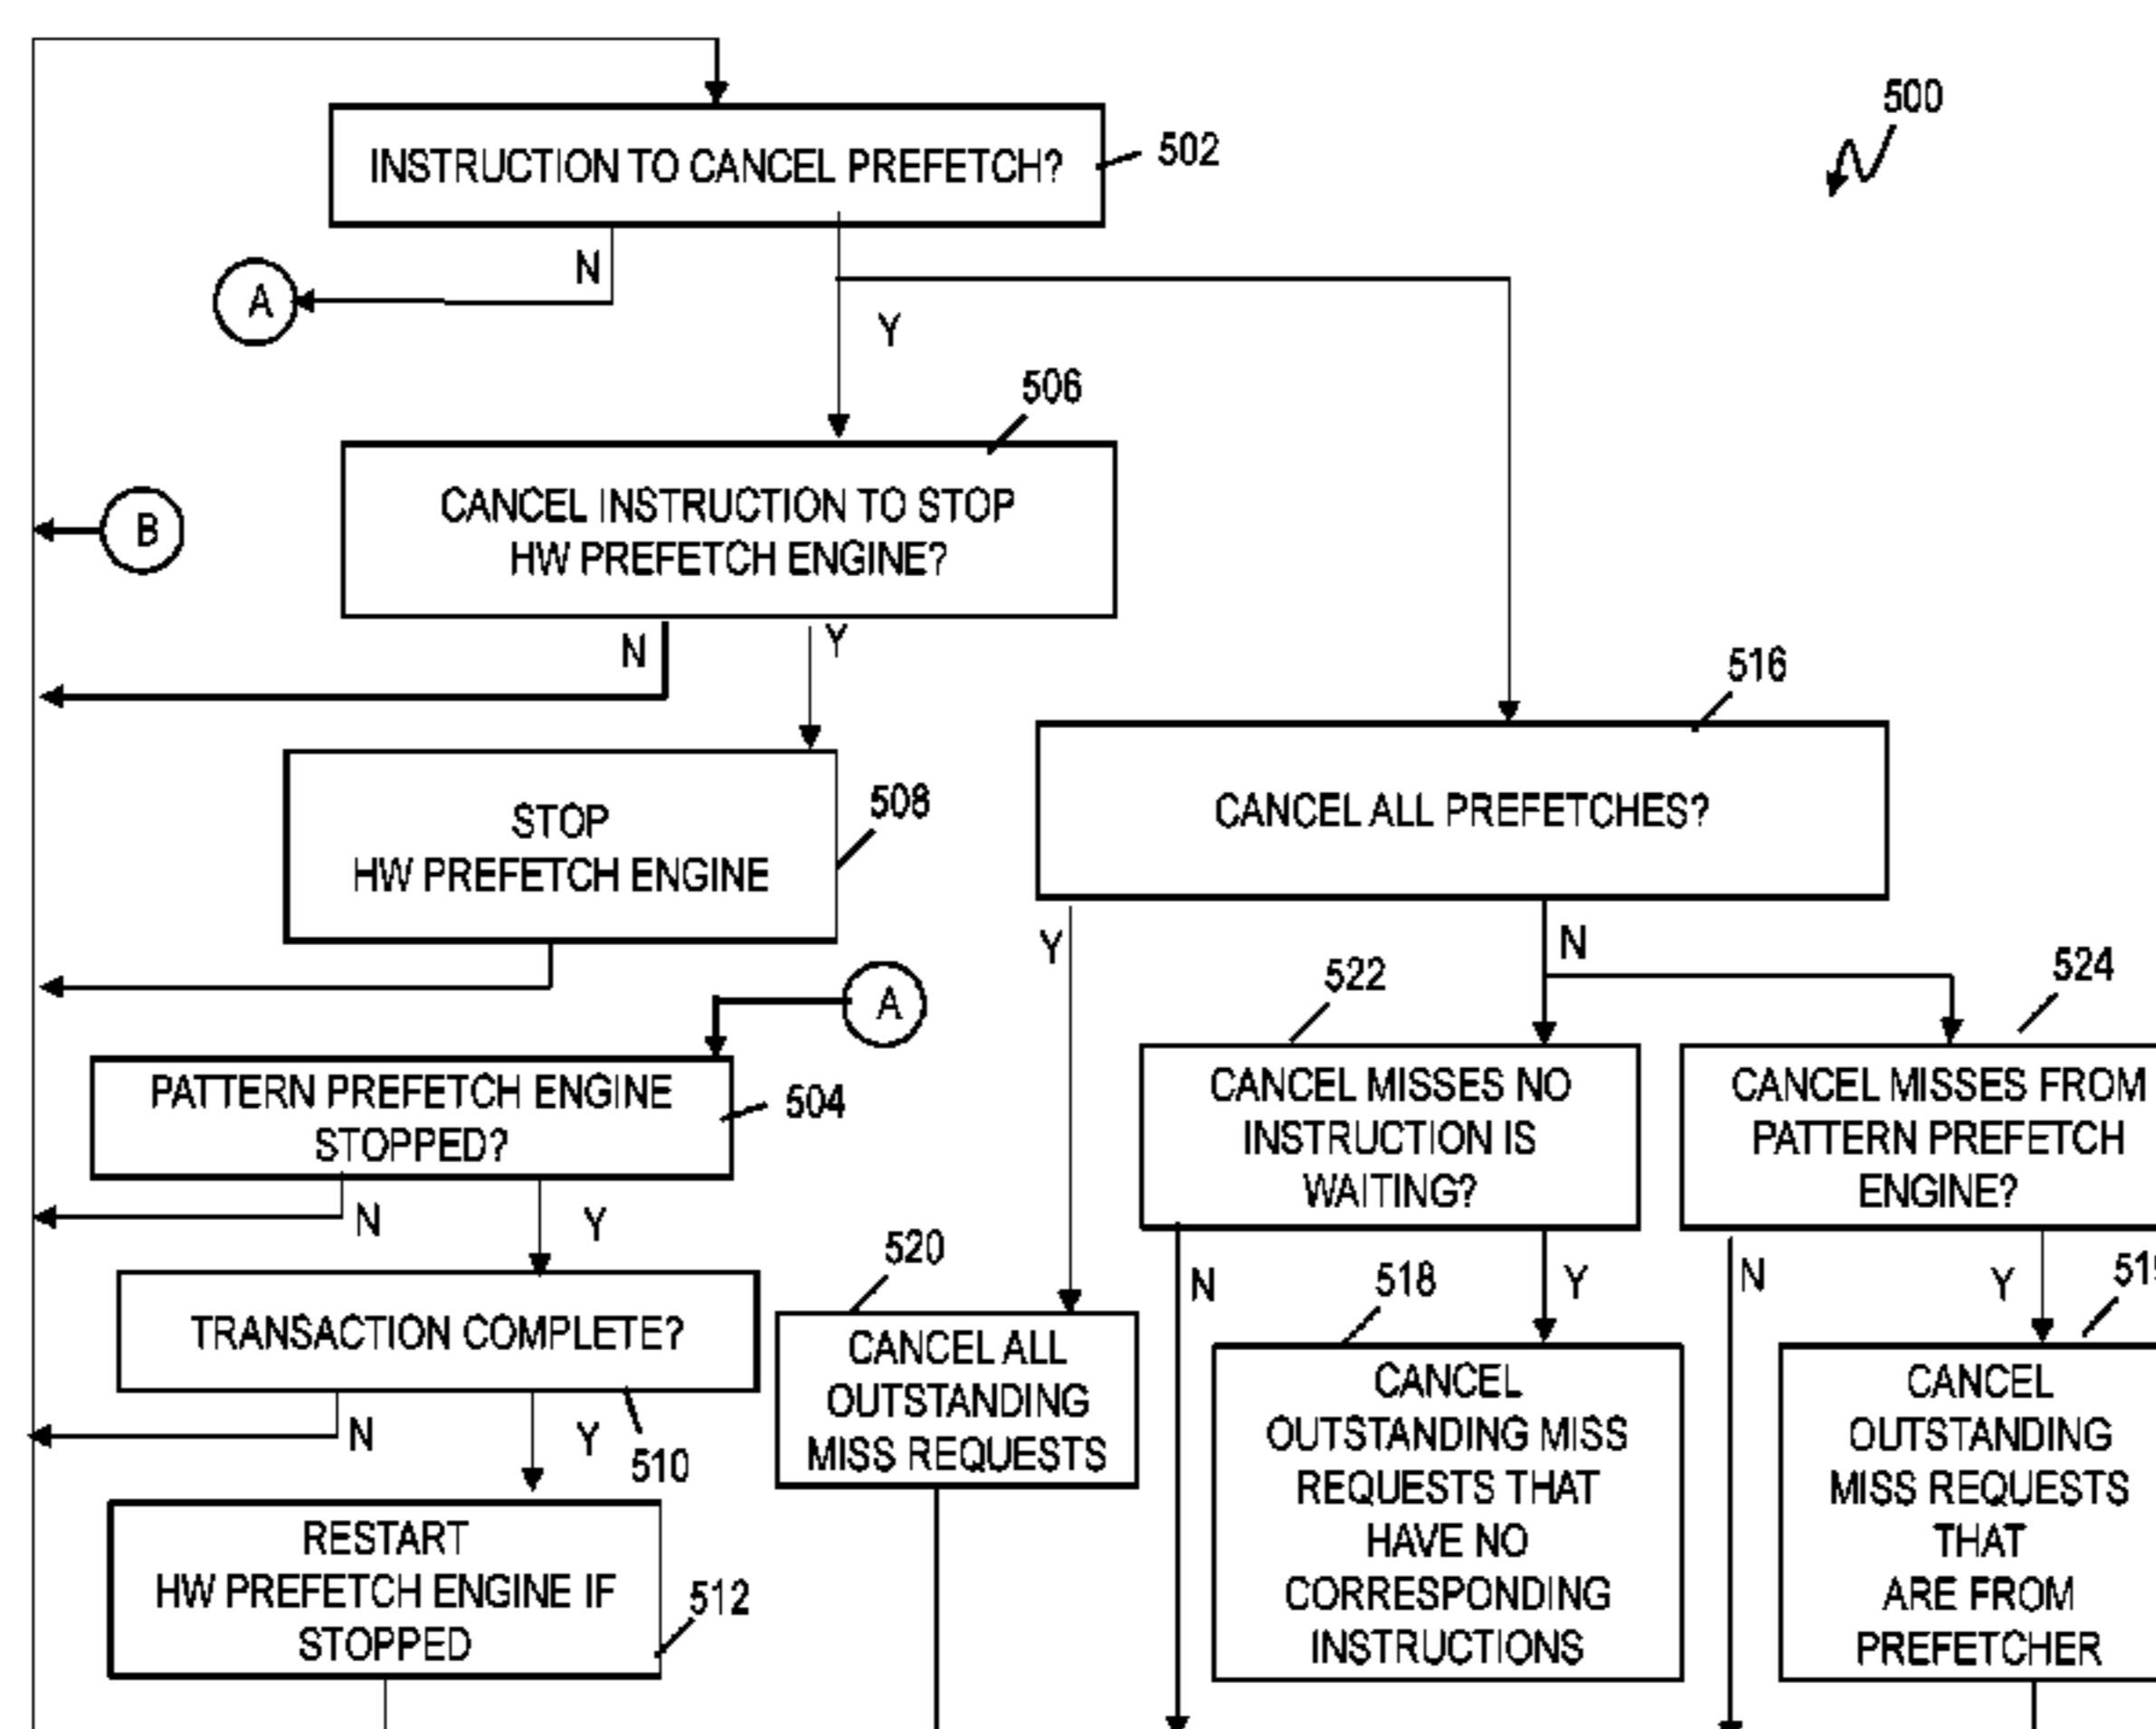 500
INSTRUCTION TO CANCEL PREFETCH?
502
N
A
Y
506
CANCEL INSTRUCTION TO STOP
HW PREFETCH ENGINE?
B
N
Y
516
CANCEL ALL PREFETCHES?
STOP
HW PREFETCH ENGINE
508
Y
N
A
522
524
PATTERN PREFETCH ENGINE
STOPPED?
504
CANCEL MISSES NO
INSTRUCTION IS
WAITING?
CANCEL MISSES FROM
PATTERN PREFETCH
ENGINE?
N
Y
520
N
518
Y
N
Y
TRANSACTION COMPLETE?
CANCEL ALL
OUTSTANDING
MISS REQUESTS
CANCEL
OUTSTANDING MISS
REQUESTS THAT
HAVE NO
CORRESPONDING
INSTRUCTIONS
CANCEL
OUTSTANDING
MISS REQUESTS
THAT
ARE FROM
PREFETCHER
N
Y
510
RESTART
HW PREFETCH ENGINE IF
STOPPED
512